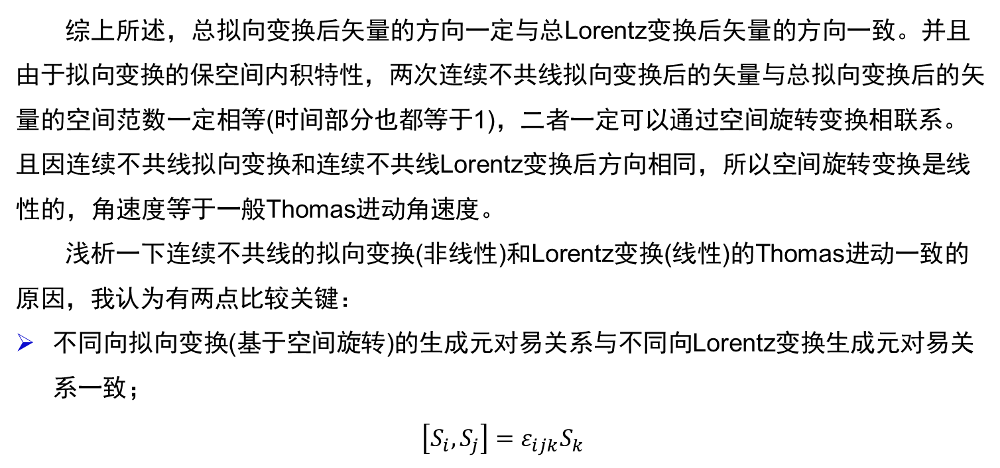 综上所述，总拟向变换后矢量的方向一定与总Lorentz变换后矢量的方向一致。并且
由于拟向变换的保空间内积特性，两次连续不共线拟向变换后的矢量与总拟向变换后的矢
量的空间范数一定相等(时间部分也都等于1)，二者一定可以通过空间旋转变换相联系。
且因连续不共线拟向变换和连续不共线Lorentz变换后方向相同，所以空间旋转变换是线
性的，角速度等于一般Thomas进动角速度。
浅析一下连续不共线的拟向变换(非线性)和Lorentz变换(线性)的Thomas进动一致的
原因，我认为有两点比较关键：
➢ 不同向拟向变换(基于空间旋转)的生成元对易关系与不同向Lorentz变换生成元对易关
系一致；
[S_i, S_j] = ε_{ijk}S_k